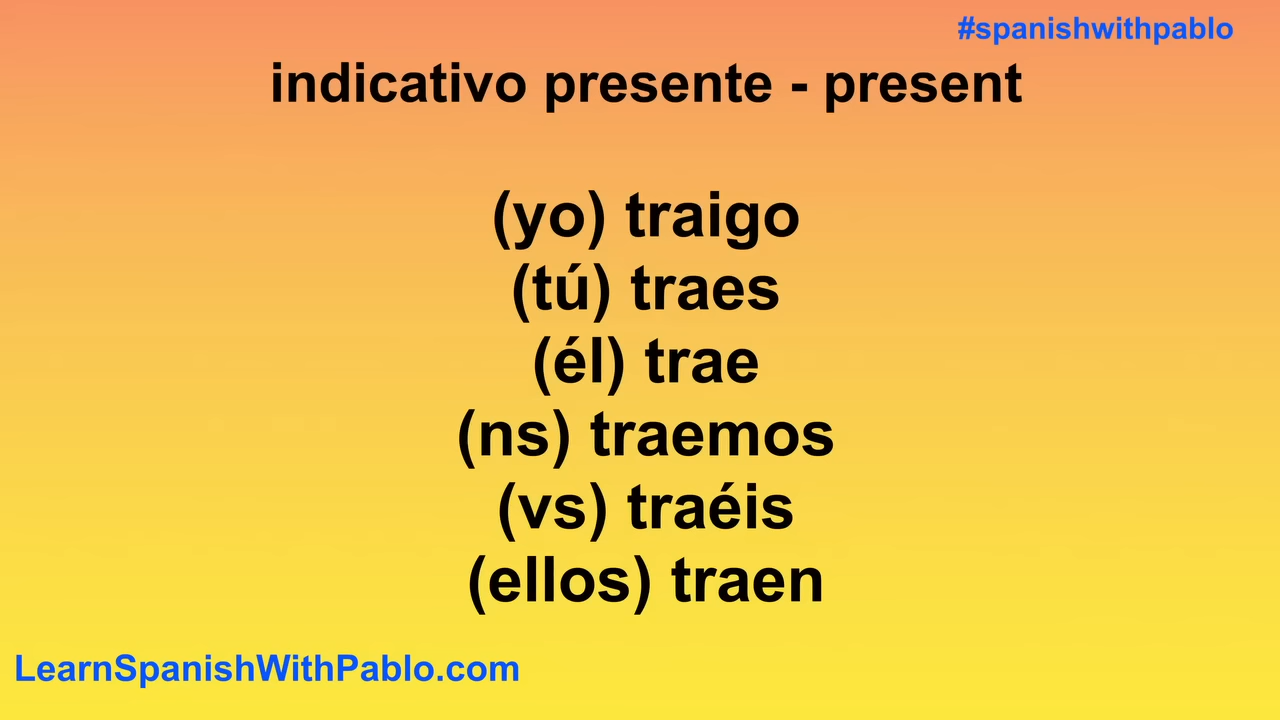 #spanishwithpablo
indicativo presente - present
(yo) traigo
(tú) traes
(él) trae
(ns) traemos
(vs) traéis
(ellos) traen
LearnSpanishWithPablo.com